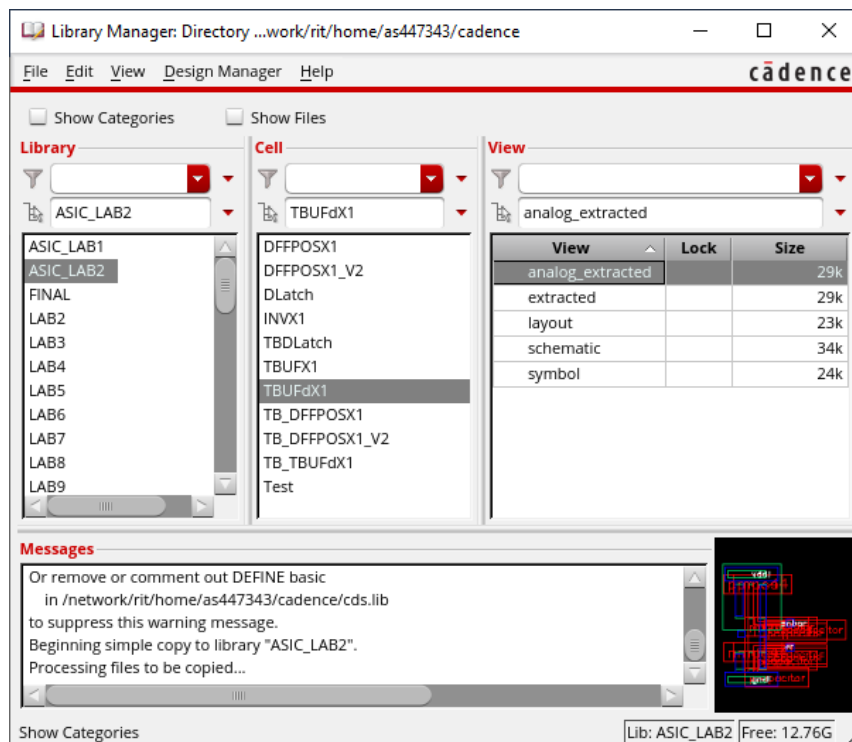 Library Manager: Directory ...work/rit/home/as447343/cadence
File Edit View Design Manager Help
cādence
Show Categories Show Files
Library
ASIC_LAB2
ASIC_LAB1
ASIC_LAB2
FINAL
LAB2
LAB3
LAB4
LAB5
LAB6
LAB7
LAB8
LAB9
Cell
TBUFdX1
DFFPOSX1
DFFPOSX1_V2
DLatch
INVX1
TBDLatch
TBUFX1
TBUFdX1
TB_DFFPOSX1
TB_DFFPOSX1_V2
TB_TBUFdX1
Test
View
analog_extracted
View Lock Size
analog_extracted 29k
extracted 29k
layout 23k
schematic 34k
symbol 24k
Messages
Or remove or comment out DEFINE basic
in /network/rit/home/as447343/cadence/cds.lib
to suppress this warning message.
Beginning simple copy to library "ASIC_LAB2".
Processing files to be copied...
Show Categories
Lib: ASIC_LAB2 Free: 12.76G